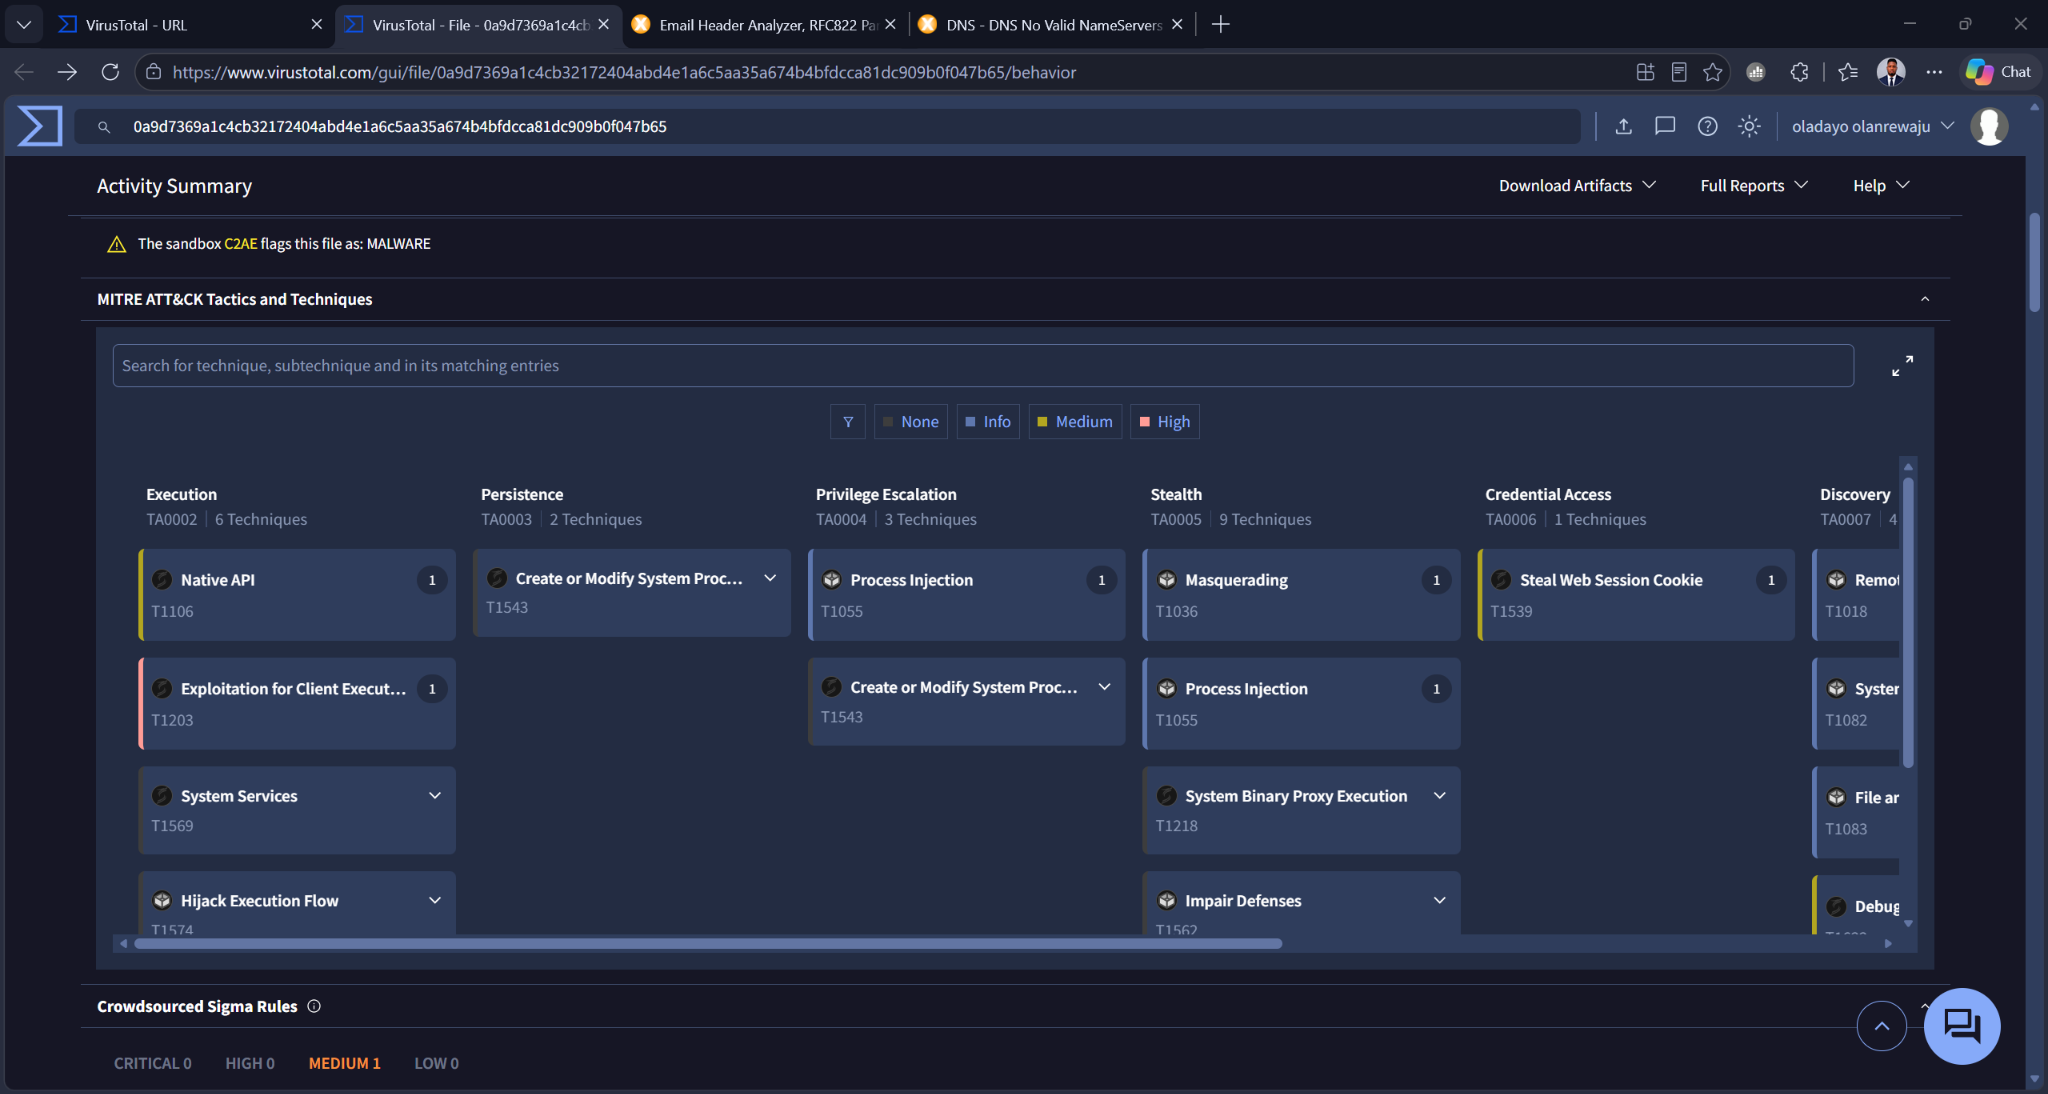 VirusTotal - URL
VirusTotal - File - 0a9d7369a1c4cb
Email Header Analyzer, RFC822 Pa
DNS - DNS No Valid NameServers
https://www.virustotal.com/gui/file/0a9d7369a1c4cb32172404abd4e1a6c5aa35a674b4bfdcca81dc909b0f047b65/behavior
Chat
0a9d7369a1c4cb32172404abd4e1a6c5aa35a674b4bfdcca81dc909b0f047b65
oladayo olanrewaju
Activity Summary
Download Artifacts
Full Reports
Help
The sandbox C2AE flags this file as: MALWARE
MITRE ATT&CK Tactics and Techniques
Search for technique, subtechnique and in its matching entries
None
Info
Medium
High
Execution
TA0002 | 6 Techniques
Native API 1
T1106
Exploitation for Client Execut... 1
T1203
System Services
T1569
Hijack Execution Flow
T1574
Persistence
TA0003 | 2 Techniques
Create or Modify System Proc...
T1543
Privilege Escalation
TA0004 | 3 Techniques
Process Injection 1
T1055
Create or Modify System Proc...
T1543
Stealth
TA0005 | 9 Techniques
Masquerading 1
T1036
Process Injection 1
T1055
System Binary Proxy Execution
T1218
Impair Defenses
T1562
Credential Access
TA0006 | 1 Techniques
Steal Web Session Cookie 1
T1539
Discovery
TA0007 | 4
Remot
T1018
System
T1082
File ar
T1083
Debug
Crowdsourced Sigma Rules
CRITICAL 0
HIGH 0
MEDIUM 1
LOW 0